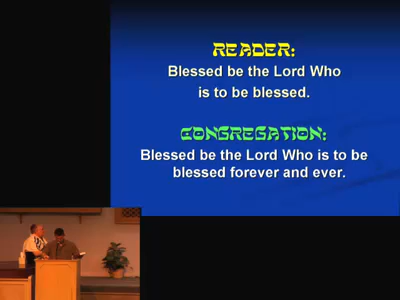 READER:
Blessed be the Lord Who
is to be blessed.
CONGREGATION:
Blessed be the Lord Who is to be
blessed forever and ever.